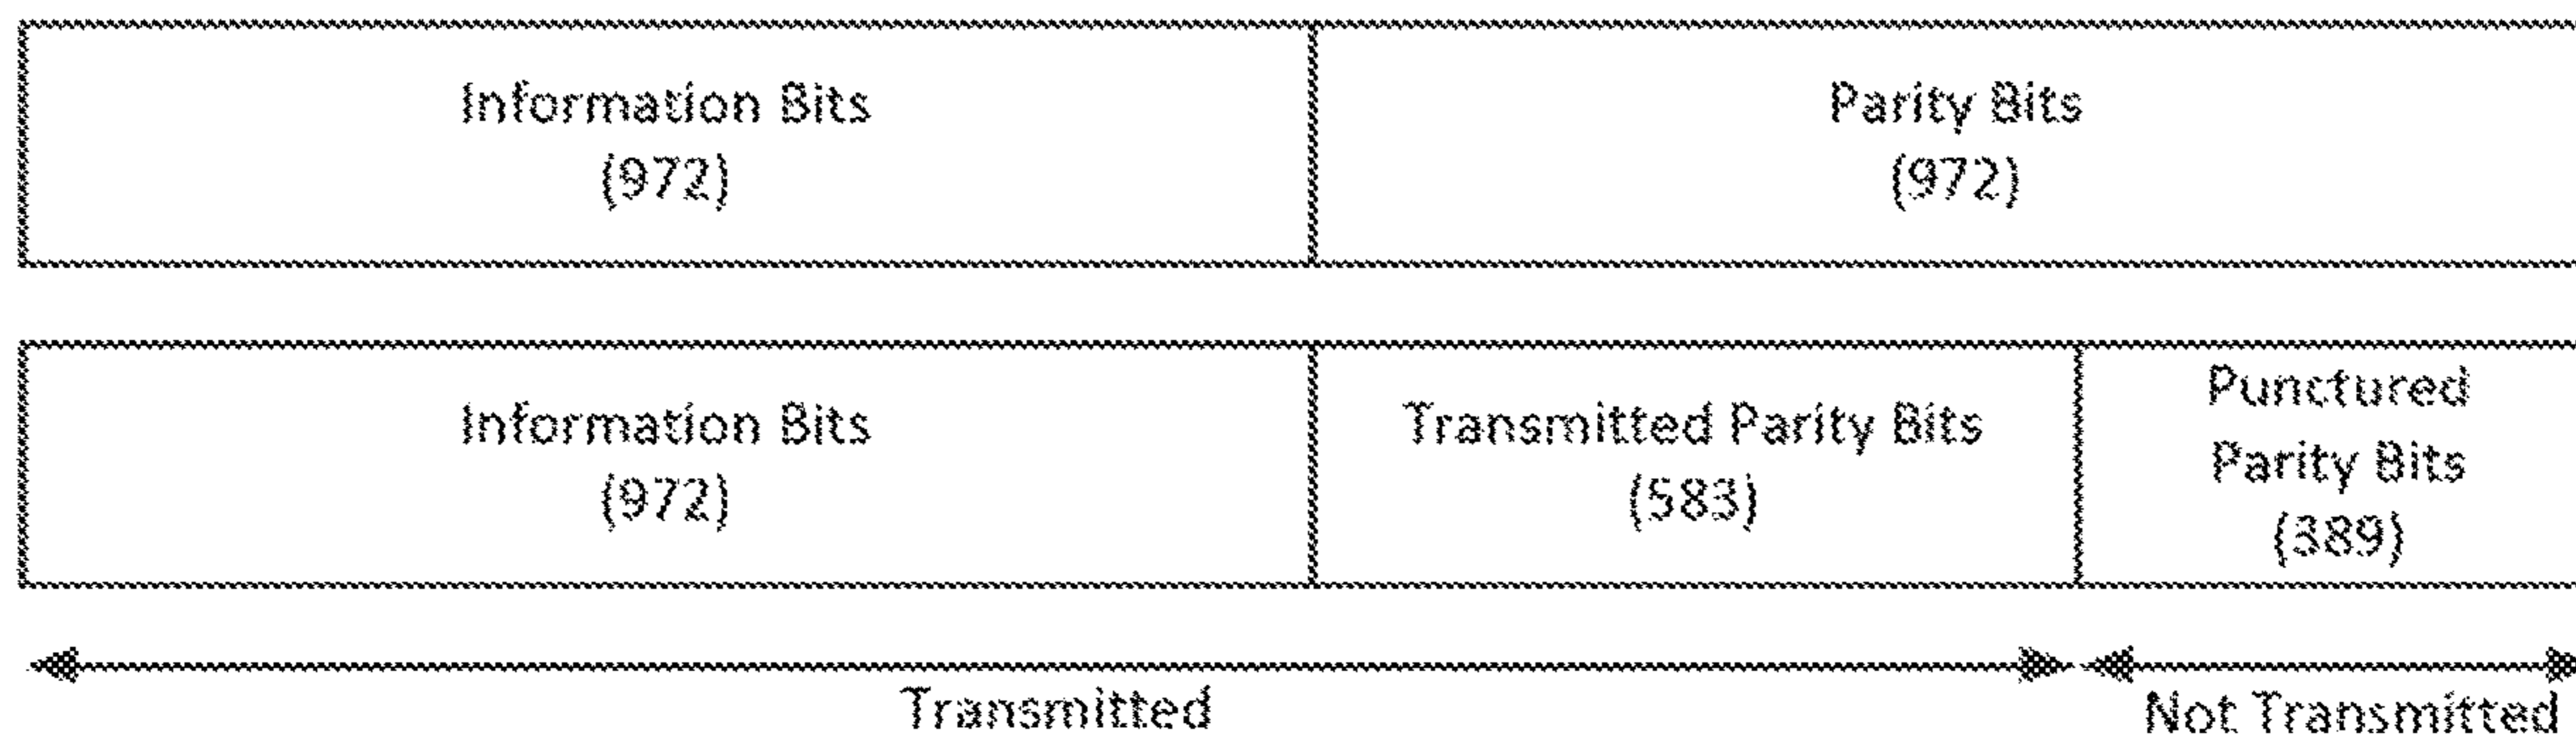 Information Bits
(972)
Parity Bits
(972)
Information Bits
(972)
Transmitted Parity Bits
(583)
Punctured
Parity Bits
(389)
Transmitted
Not Transmitted